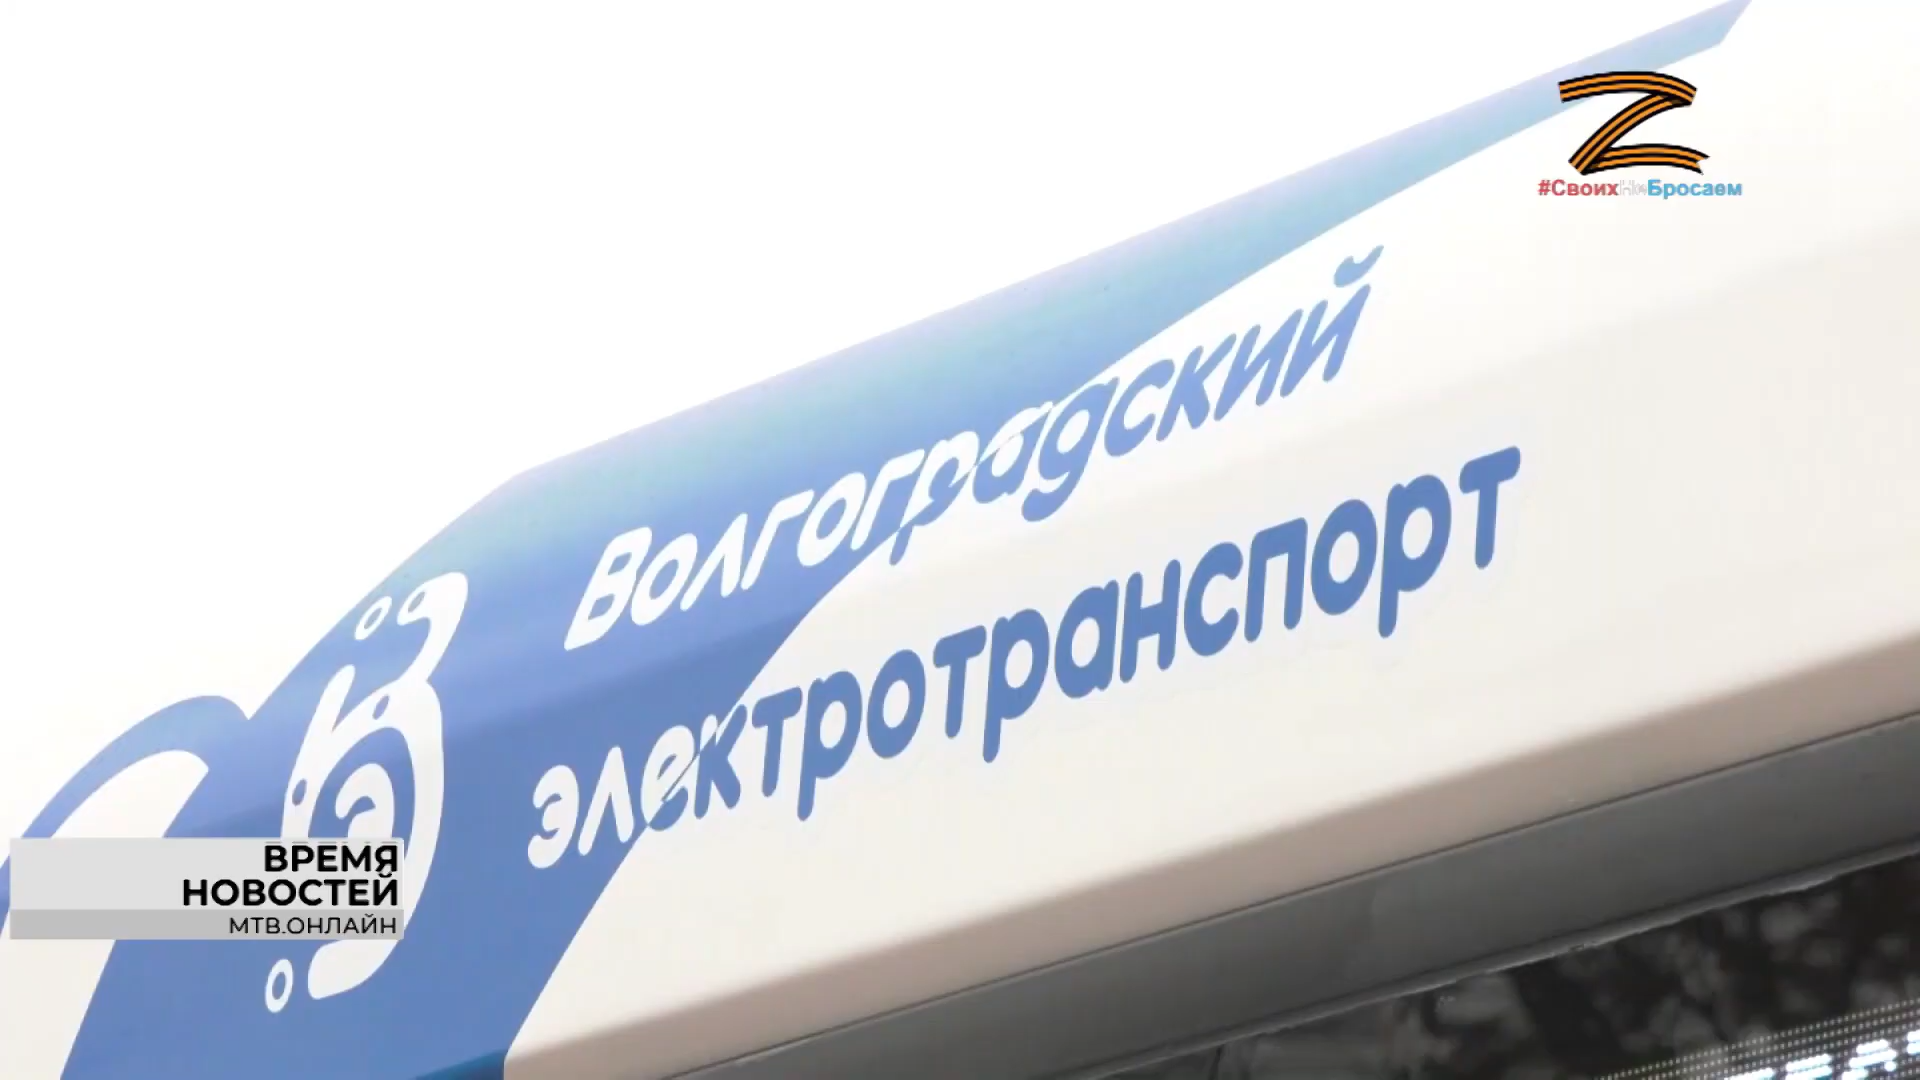 #СвоихНеБросаем
Волгоградский
электротранспорт
ВРЕМЯ
НОВОСТЕЙ
МТВ.ОНЛАЙН